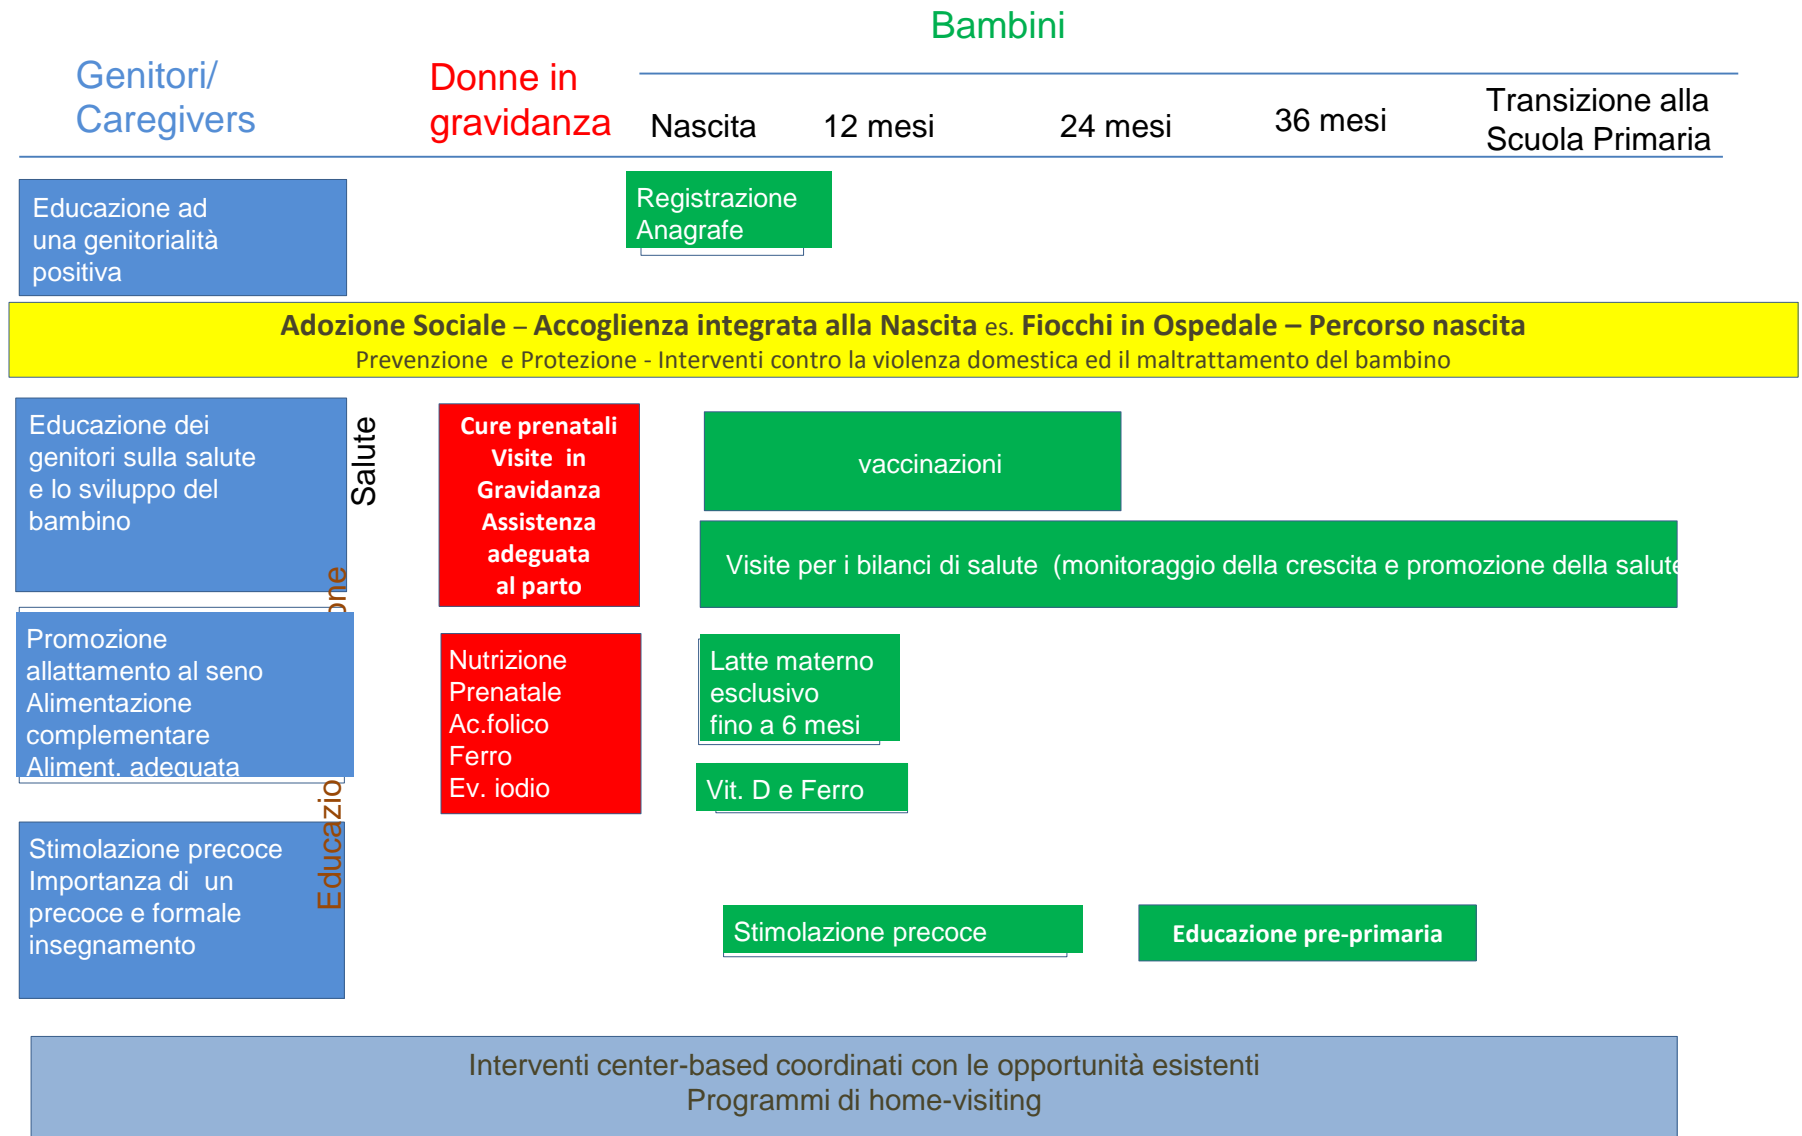 Bambini
Genitori/
Caregivers
Donne in
gravidanza
Nascita
12 mesi
24 mesi
36 mesi
Transizione alla
Scuola Primaria
Educazione ad
una genitorialità
positiva
Registrazione
Anagrafe
Adozione Sociale – Accoglienza integrata alla Nascita es. Fiocchi in Ospedale – Percorso nascita
Prevenzione e Protezione - Interventi contro la violenza domestica ed il maltrattamento del bambino
Educazione dei
genitori sulla salute
e lo sviluppo del
bambino
Salute
Cure prenatali
Visite in
Gravidanza
Assistenza
adeguata
al parto
vaccinazioni
Visite per i bilanci di salute (monitoraggio della crescita e promozione della salute
Promozione
allattamento al seno
Alimentazione
complementare
Aliment. adeguata
Nutrizione
Prenatale
Ac.folico
Ferro
Ev. iodio
Latte materno
esclusivo
fino a 6 mesi
Vit. D e Ferro
Educazio one
Stimolazione precoce
Importanza di un
precoce e formale
insegnamento
Stimolazione precoce
Educazione pre-primaria
Interventi center-based coordinati con le opportunità esistenti
Programmi di home-visiting